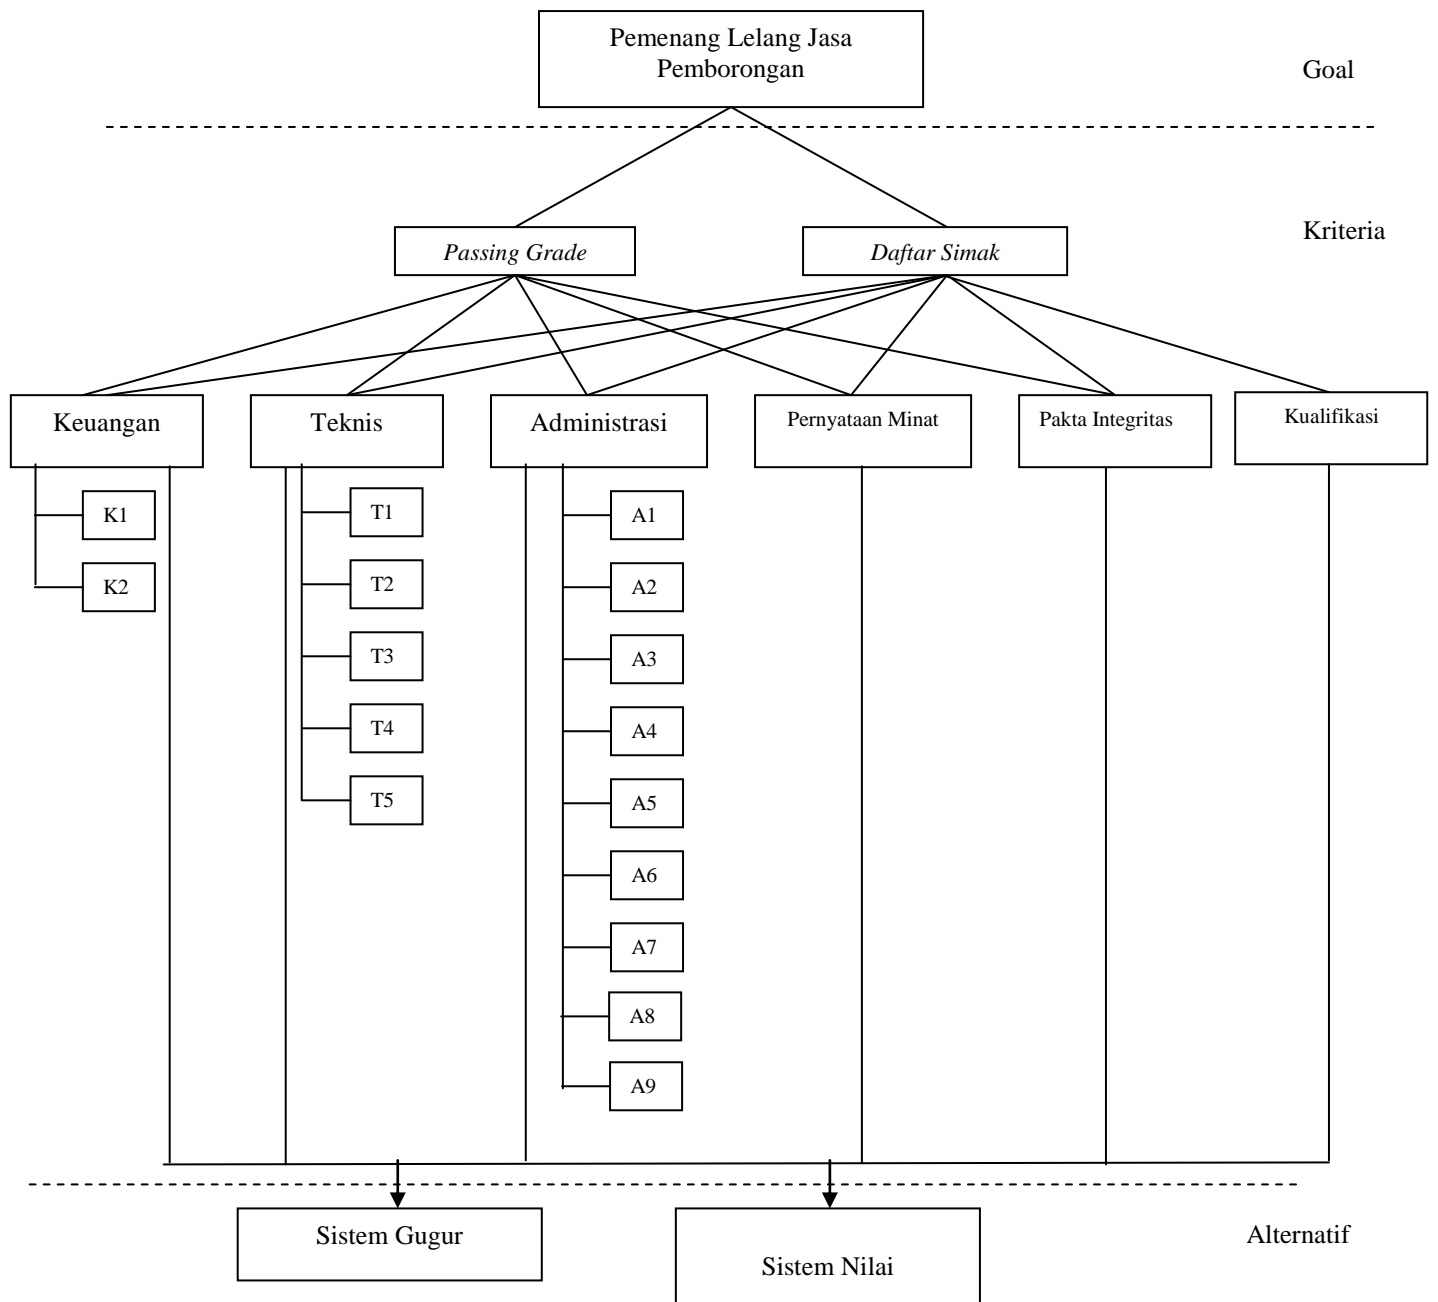 Pemenang Lelang Jasa
Pemborongan
Goal
Kriteria
Passing Grade
Daftar Simak
Keuangan
Teknis
Administrasi
Pernyataan Minat
Pakta Integritas
Kualifikasi
K1
K2
T1
T2
T3
T4
T5
A1
A2
A3
A4
A5
A6
A7
A8
A9
Sistem Gugur
Sistem Nilai
Alternatif